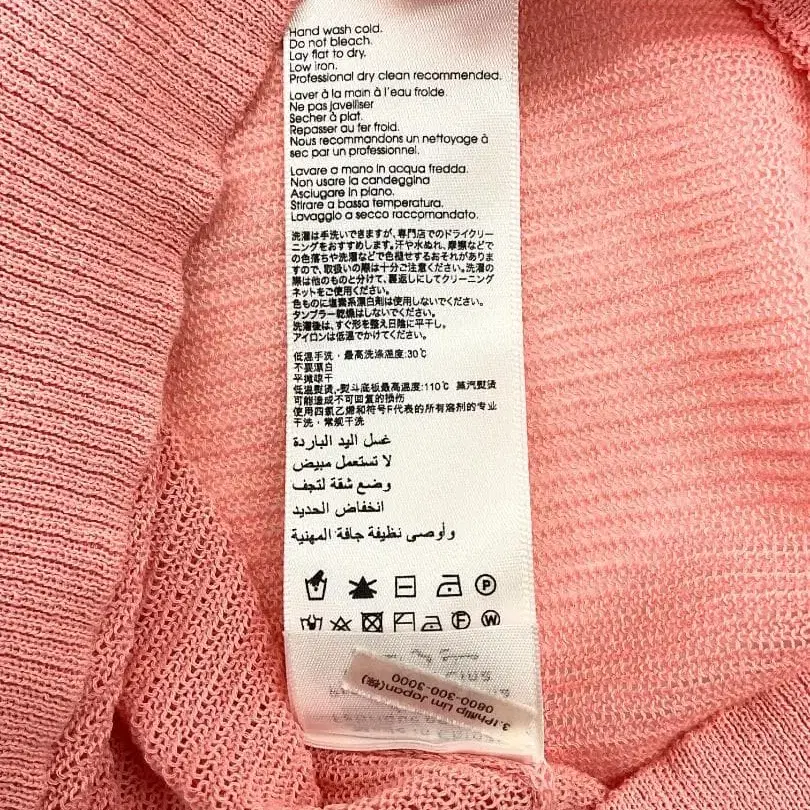 Hand wash cold.
Do not bleach.
Lay flat to dry.
Low iron.
Professional dry clean recommended.
Laver à la main à l'eau froide.
Ne pas javelliser
Secher à plat.
Repasser au fer froid.
Nous recommandons un nettoyage à
sec par un professionnel.
Lavare a mano in acqua fredda.
Non usare la candeggina
Asciugare in piano.
Stirare a bassa temperatura.
Lavaggio a secco raccomandato.
洗濯は手洗いできますが、専門店でのドライクリー
ニングをおすすめします。汗や水ぬれ、摩擦などで
の色落ちや洗濯などで色褪せするおそれがありま
すので、取扱いの際は十分ご注意ください。洗濯の
際は他のものと分けて、裏返しにしてクリーニング
ネットをご使用ください。
色ものに塩素系漂白剤は使用しないでください。
タンブラー乾燥はしないでください。
洗濯後は、すぐ形を整え日陰に平干し。
アイロンは低温でかけてください。
低温手洗，最高洗涤温度:30℃
不要漂白
平摊晾干
低温熨烫，熨斗底板最高温度:110℃ 蒸汽熨烫
可能造成不可回复的损伤
使用四氯乙烯和符号F代表的所有溶剂的专业
干洗，常规干洗
غسل اليد الباردة
لا تستعمل مبيض
وضع شقة لتجف
انخفاض الحديد
وأوصى نظيفة جافة المهنية
P
F W
3.1Phillip Lim Japan(株)
0800-300-3000